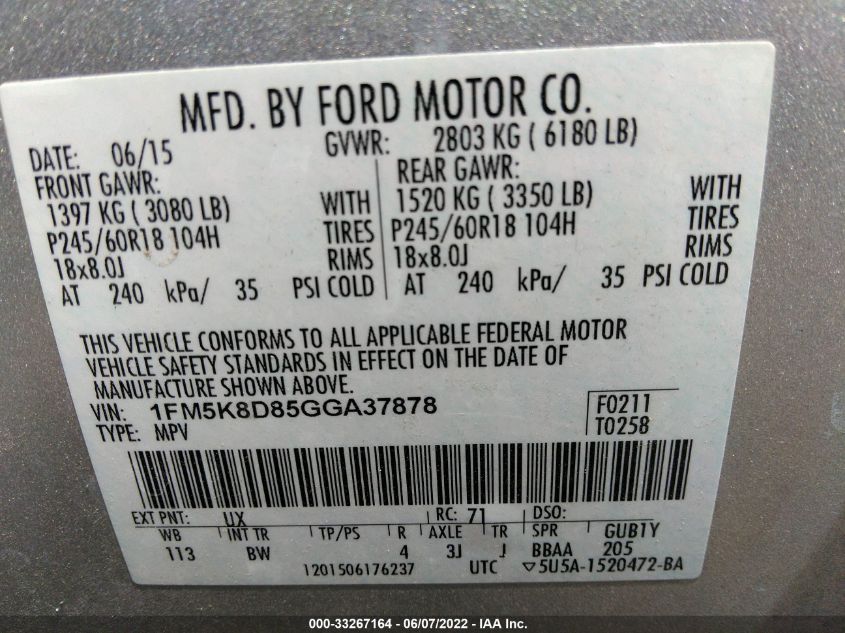 MFD. BY FORD MOTOR CO.
DATE: 06/15 GVWR: 2803 KG ( 6180 LB)
FRONT GAWR: REAR GAWR:
1397 KG ( 3080 LB) WITH 1520 KG ( 3350 LB) WITH
P245/60R18 104H TIRES P245/60R18 104H TIRES
18x8.0J RIMS 18x8.0J RIMS
AT 240 kPa/ 35 PSI COLD AT 240 kPa/ 35 PSI COLD
THIS VEHICLE CONFORMS TO ALL APPLICABLE FEDERAL MOTOR
VEHICLE SAFETY STANDARDS IN EFFECT ON THE DATE OF
MANUFACTURE SHOWN ABOVE.
VIN: 1FM5K8D85GGA37878 F0211
TYPE: MPV T0258
EXT PNT: UX RC: 71 DSO:
WB INT TR TP/PS R AXLE TR SPR GUB1Y
113 BW 4 3J J BBAA 205
1201506176237 UTC ▽5U5A-1520472-BA
000-33267164 - 06/07/2022 - IAA Inc.